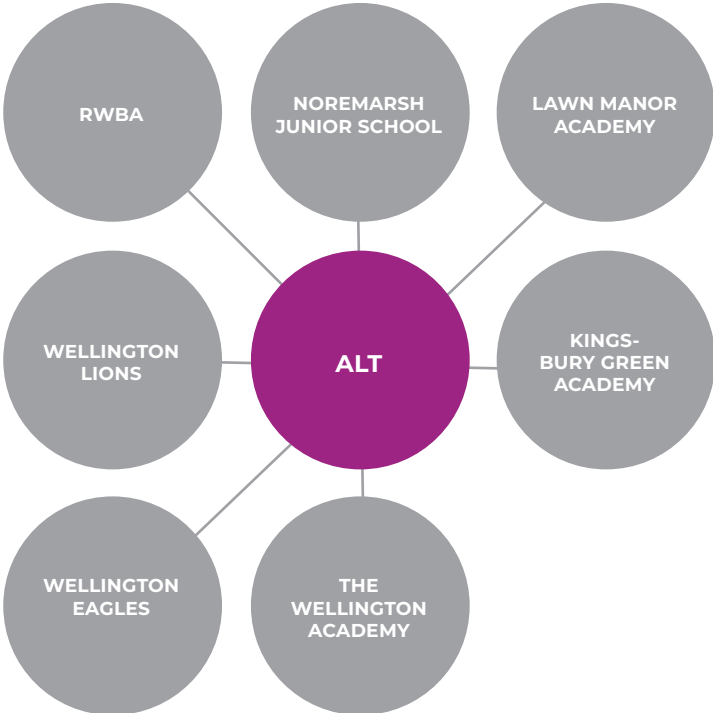 RWBA
NOREMARSH
JUNIOR SCHOOL
LAWN MANOR
ACADEMY
WELLINGTON
LIONS
ALT
KINGS-
BURY GREEN
ACADEMY
WELLINGTON
EAGLES
THE
WELLINGTON
ACADEMY